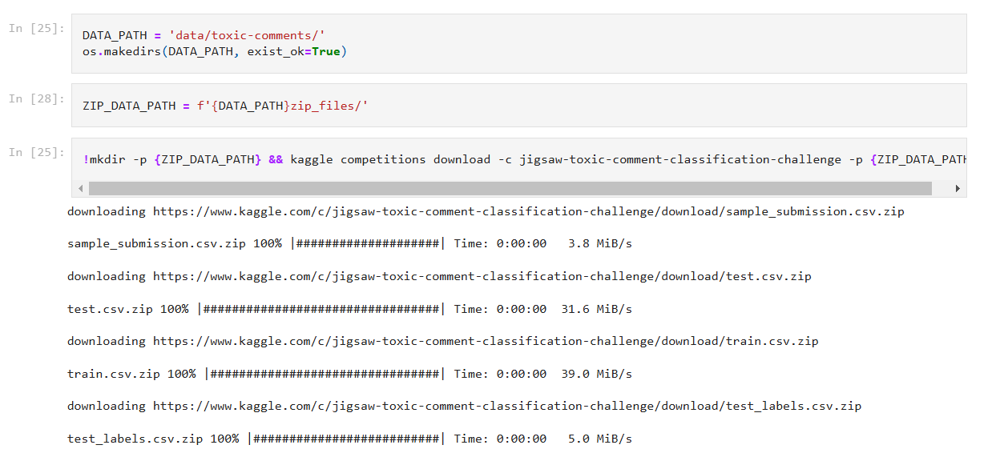 In [25]:
DATA_PATH = 'data/toxic-comments/'
os.makedirs(DATA_PATH, exist_ok=True)
In [28]:
ZIP_DATA_PATH = f'{DATA_PATH}zip_files/'
In [25]:
!mkdir -p {ZIP_DATA_PATH} && kaggle competitions download -c jigsaw-toxic-comment-classification-challenge -p {ZIP_DATA_PATH
downloading https://www.kaggle.com/c/jigsaw-toxic-comment-classification-challenge/download/sample_submission.csv.zip
sample_submission.csv.zip 100% |####################| Time: 0:00:00   3.8 MiB/s
downloading https://www.kaggle.com/c/jigsaw-toxic-comment-classification-challenge/download/test.csv.zip
test.csv.zip 100% |#################################| Time: 0:00:00  31.6 MiB/s
downloading https://www.kaggle.com/c/jigsaw-toxic-comment-classification-challenge/download/train.csv.zip
train.csv.zip 100% |################################| Time: 0:00:00  39.0 MiB/s
downloading https://www.kaggle.com/c/jigsaw-toxic-comment-classification-challenge/download/test_labels.csv.zip
test_labels.csv.zip 100% |##########################| Time: 0:00:00   5.0 MiB/s